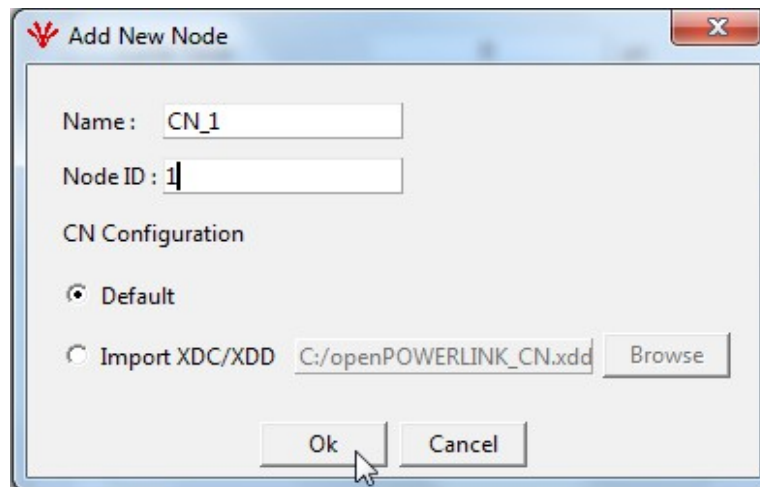 Add New Node
Name : CN_1
Node ID : 1
CN Configuration
Default
Import XDC/XDD C:/openPOWERLINK_CN.xdd Browse
Ok Cancel